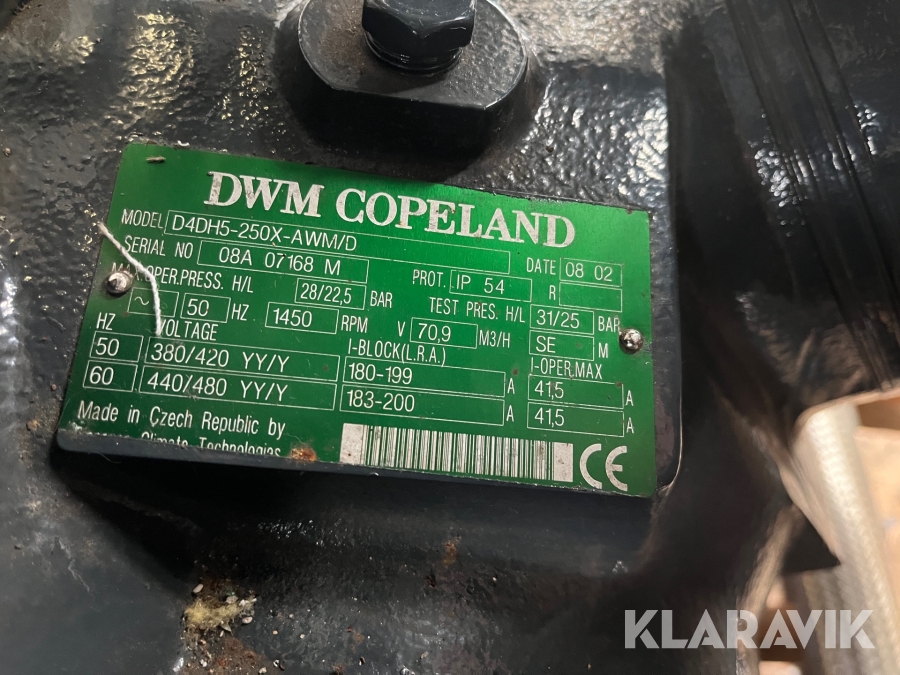 DWM COPELAND
MODEL D4DH5-250X-AWM/D
SERIAL NO 08A 07168 M PROT. IP 54 DATE 08 02
MAX.OPER.PRESS. H/L 28/22,5 BAR TEST PRES. H/L 31/25 BAR R
~ 50 HZ 1450 RPM V 70,9 M3/H SE M
HZ VOLTAGE I-BLOCK(L.R.A.) I-OPER.MAX
50 380/420 YY/Y 180-199 A 41,5 A
60 440/480 YY/Y 183-200 A 41,5 A
Made in Czech Republic by
Climate Technologies
CE
KLARAVIK